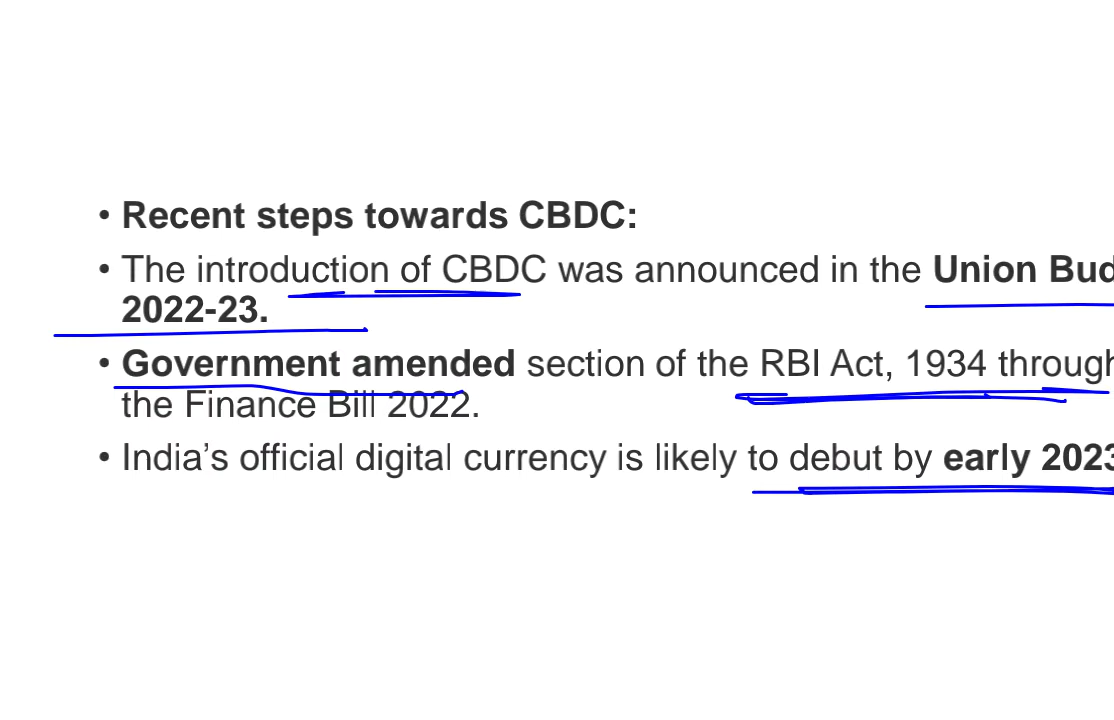 • Recent steps towards CBDC:
• The introduction of CBDC was announced in the Union Bud
2022-23.
• Government amended section of the RBI Act, 1934 through
the Finance Bill 2022.
• India’s official digital currency is likely to debut by early 2023